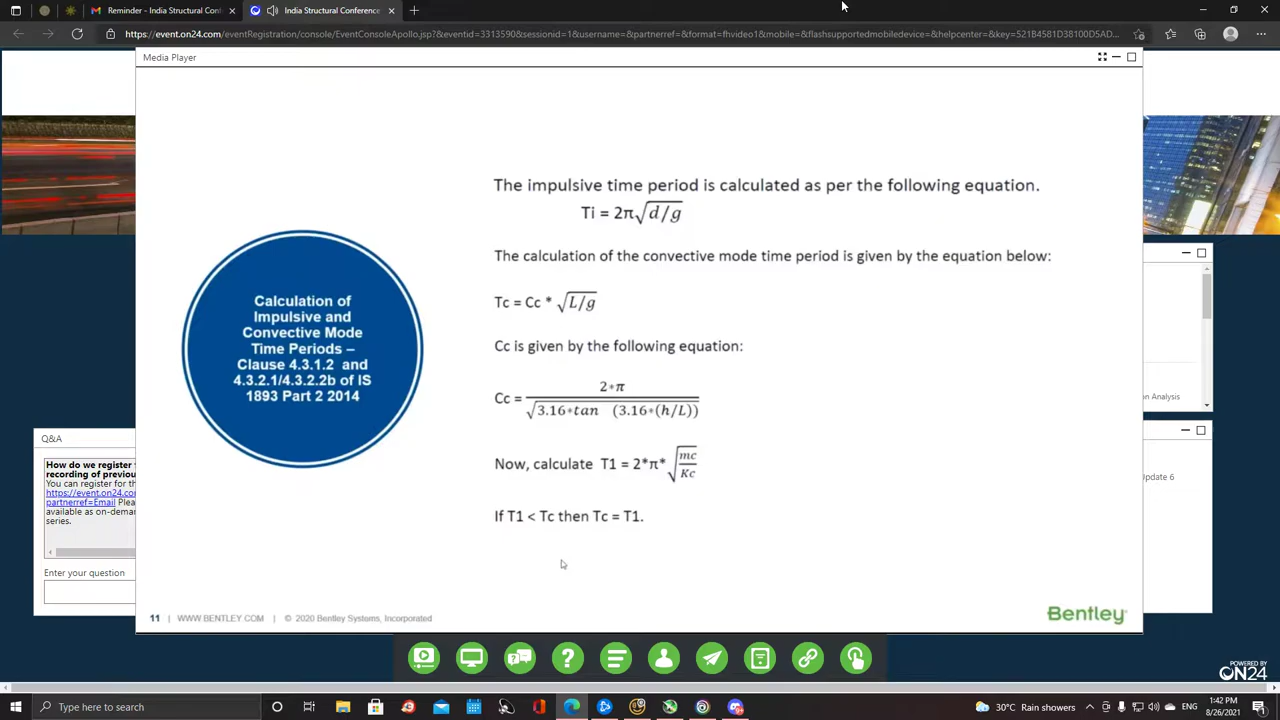 Reminder - India Structural Conf
India Structural Conference
https://event.on24.com/eventRegistration/console/EventConsoleApollo.jsp?&eventid=3313590&sessionid=1&username=&partnerref=&format=fhvideo1&mobile=&flashsupportedmobiledevice=&helpcenter=&key=521B4581D38100D5AD...
Media Player
The impulsive time period is calculated as per the following equation.
Ti = 2π√d/g
The calculation of the convective mode time period is given by the equation below:
Tc = Cc * √L/g
Cc is given by the following equation:
Cc = 2*π / √3.16*tan (3.16*(h/L))
Now, calculate T1 = 2*π* √mc/Kc
If T1 < Tc then Tc = T1.
Calculation of
Impulsive and
Convective Mode
Time Periods –
Clause 4.3.1.2 and
4.3.2.1/4.3.2.2b of IS
1893 Part 2 2014
11 | WWW.BENTLEY.COM | © 2020 Bentley Systems, Incorporated
Bentley
Q&A
How do we register
recording of previou
You can register for th
https://event.on24.co
partnerref=Email Plea
available as on-dema
series.
Enter your question
on Analysis
Update 6
POWERED BY
ON24
Type here to search
30°C Rain showers
ENG
1:42 PM
8/26/2021